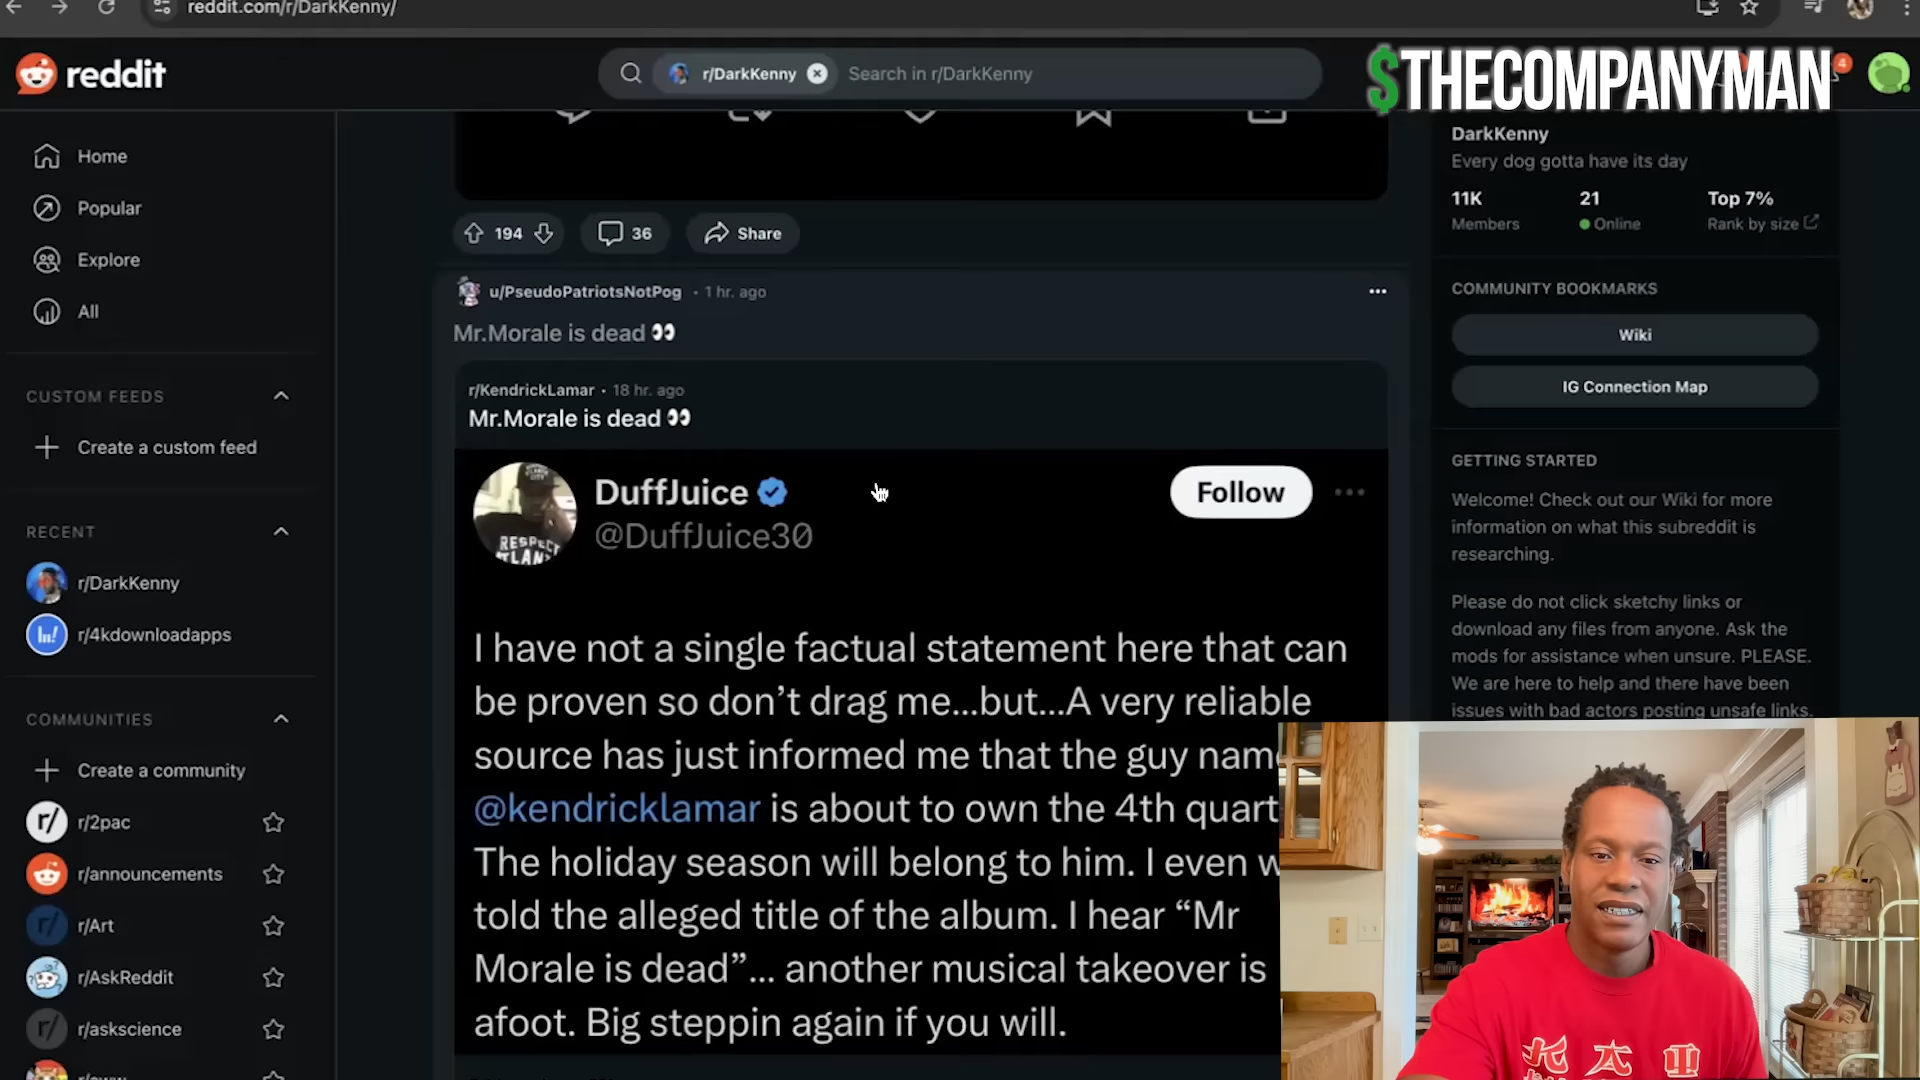 reddit.com/r/DarkKenny/
reddit
r/DarkKenny
Search in r/DarkKenny
$THECOMPANYMAN
4
Home
Popular
Explore
All
CUSTOM FEEDS
Create a custom feed
RECENT
r/DarkKenny
r/4kdownloadapps
COMMUNITIES
Create a community
r/2pac
r/announcements
r/Art
r/AskReddit
r/askscience
194
36
Share
u/PseudoPatriotsNotPog • 1 hr. ago
Mr.Morale is dead 👀
r/KendrickLamar • 18 hr. ago
Mr.Morale is dead 👀
DuffJuice
@DuffJuice30
Follow
RESPECT
I have not a single factual statement here that can
be proven so don’t drag me...but...A very reliable
source has just informed me that the guy nam
@kendricklamar is about to own the 4th quart
The holiday season will belong to him. I even w
told the alleged title of the album. I hear “Mr
Morale is dead”... another musical takeover is
afoot. Big steppin again if you will.
DarkKenny
Every dog gotta have its day
11K
21
Top 7%
Members
Online
Rank by size
COMMUNITY BOOKMARKS
Wiki
IG Connection Map
GETTING STARTED
Welcome! Check out our Wiki for more
information on what this subreddit is
researching.
Please do not click sketchy links or
download any files from anyone. Ask the
mods for assistance when unsure. PLEASE.
We are here to help and there have been
issues with bad actors posting unsafe links.